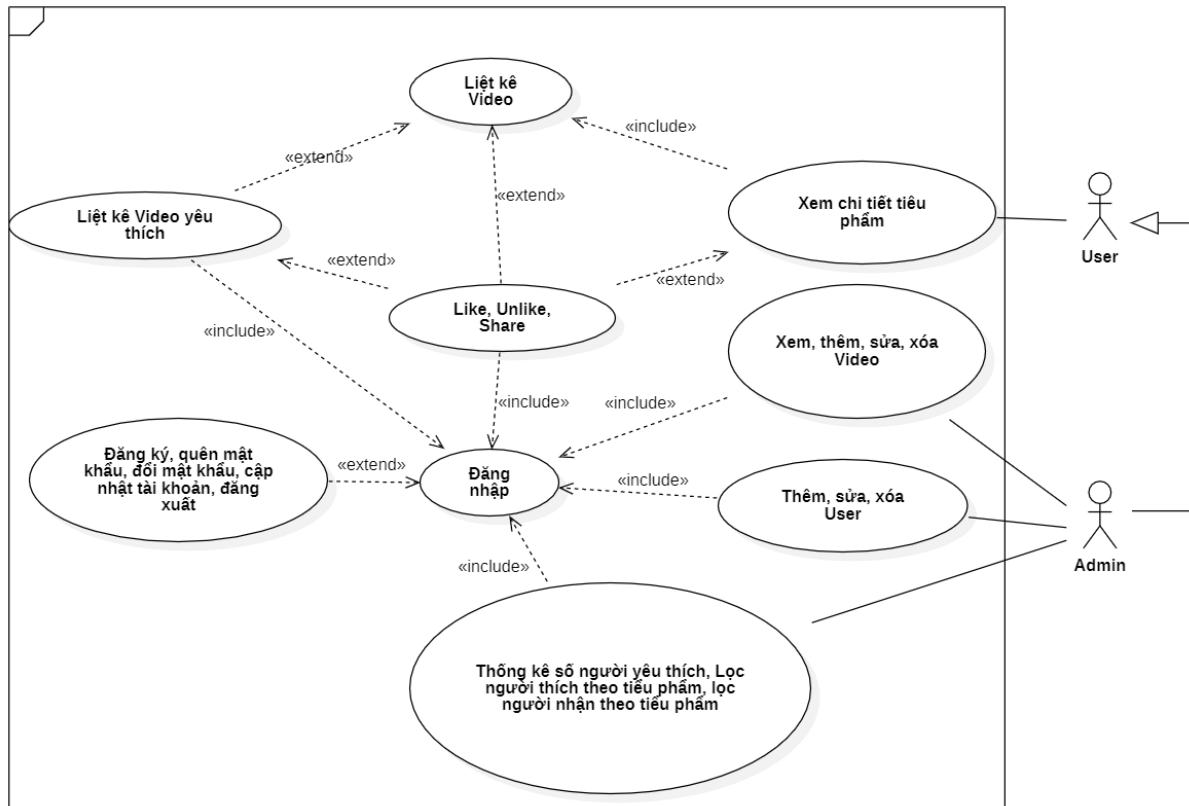 Liệt kê
Video
«include»
«extend»
«extend»
Liệt kê Video yêu
thích
Xem chi tiết tiêu
phẩm
User
«extend»
«extend»
Like, Unlike,
Share
«include»
Xem, thêm, sửa, xóa
Video
«include»
«include»
Đăng ký, quên mật
khẩu, đổi mật khẩu, cập
nhật tài khoản, đăng
xuất
«extend»
Đăng
nhập
«include»
Thêm, sửa, xóa
User
Admin
«include»
Thống kê số người yêu thích, Lọc
người thích theo tiểu phẩm, lọc
người nhận theo tiểu phẩm